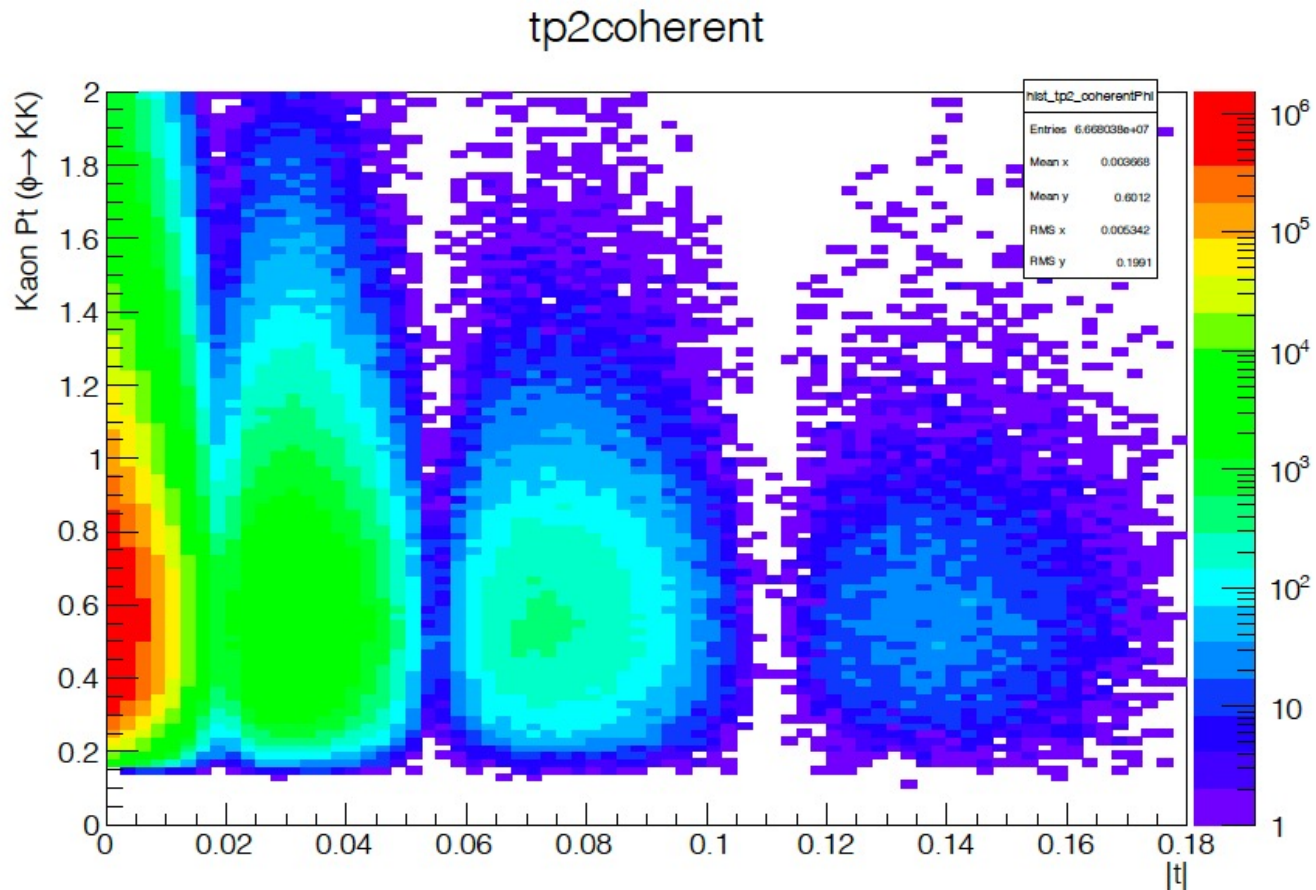 tp2coherent
Kaon Pt (ϕ→ KK)
2
1.8
1.6
1.4
1.2
1
0.8
0.6
0.4
0.2
0
hist_tp2_coherentPhi
Entries 6.668038e+07
Mean x 0.003668
Mean y 0.6012
RMS x 0.005342
RMS y 0.1991
10⁶
10⁵
10⁴
10³
10²
10
1
0 0.02 0.04 0.06 0.08 0.1 0.12 0.14 0.16 0.18
|t|